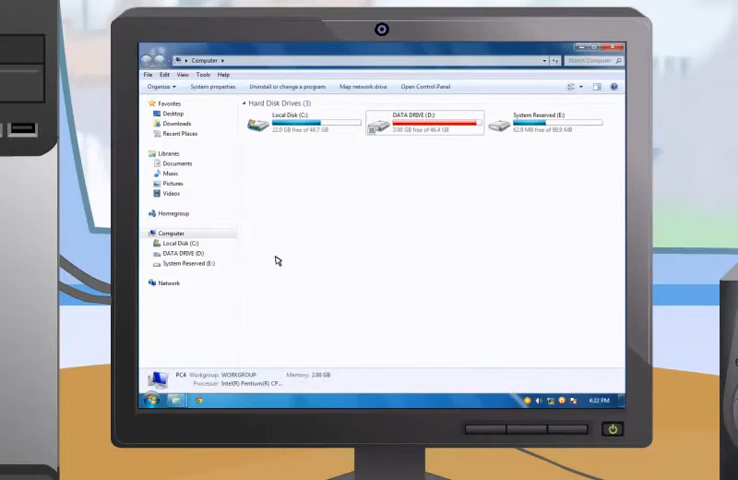 Computer
Search Computer
File Edit View Tools Help
Organize System properties Uninstall or change a program Map network drive Open Control Panel
Favorites
Desktop
Downloads
Recent Places
Libraries
Documents
Music
Pictures
Videos
Homegroup
Computer
Local Disk (C:)
DATA DRIVE (D:)
System Reserved (E:)
Network
Hard Disk Drives (3)
Local Disk (C:)
22.0 GB free of 48.7 GB
DATA DRIVE (D:)
3.90 GB free of 46.4 GB
System Reserved (E:)
62.9 MB free of 99.9 MB
PC4 Workgroup: WORKGROUP Memory: 2.00 GB
Processor: Intel(R) Pentium(R) CP...
4:22 PM